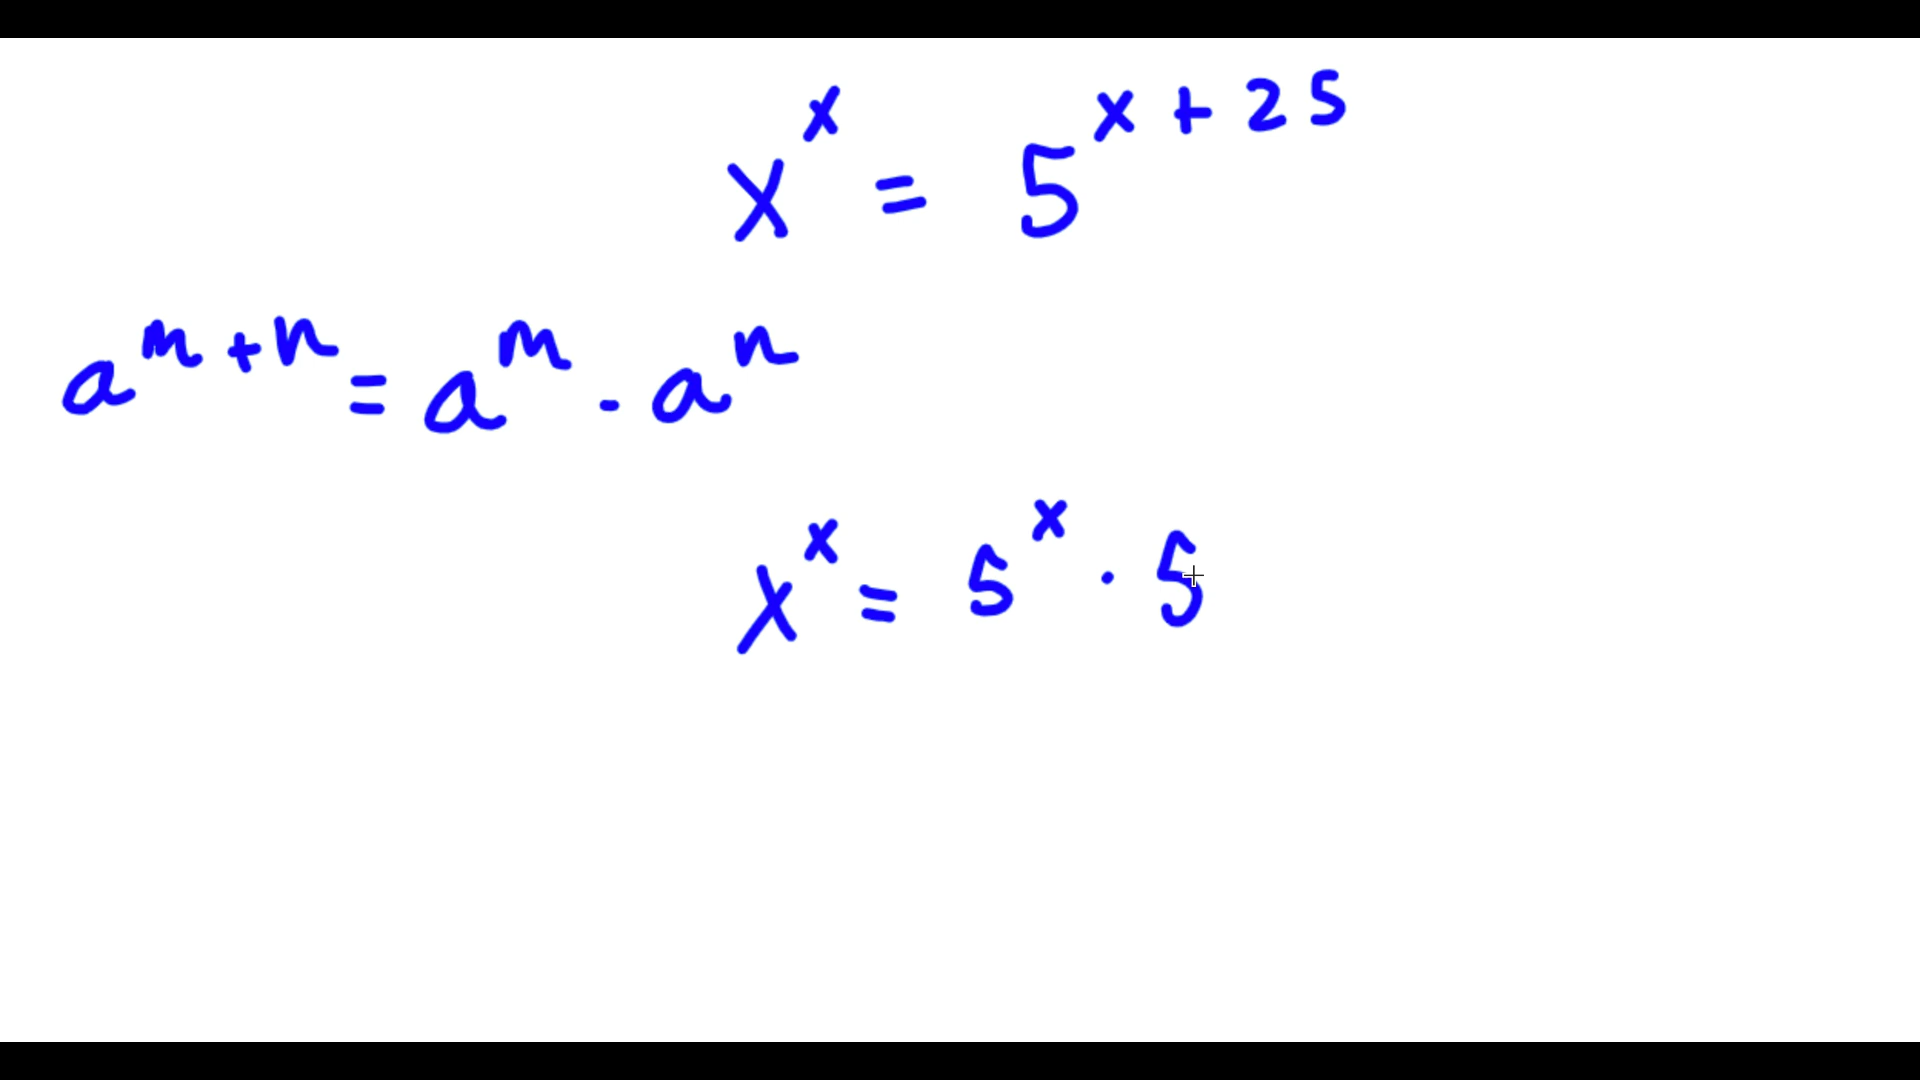 x^x = 5^{x + 25}
a^{m+n} = a^m · a^n
x^x = 5^x · 5